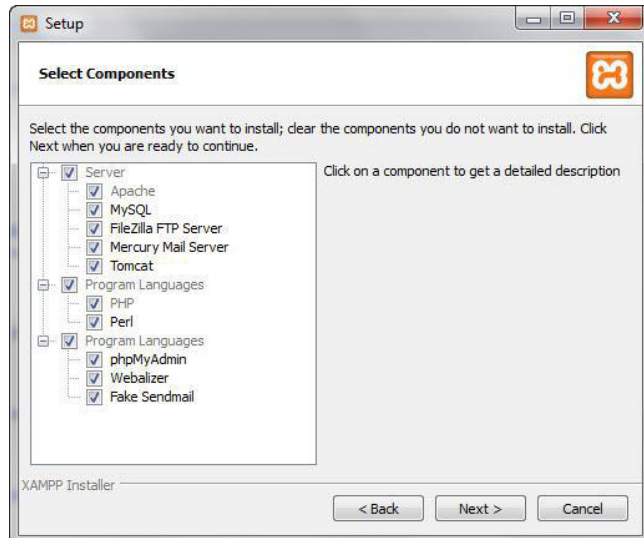 Setup
Select Components
Select the components you want to install; clear the components you do not want to install. Click
Next when you are ready to continue.
Server
Apache
MySQL
FileZilla FTP Server
Mercury Mail Server
Tomcat
Program Languages
PHP
Perl
Program Languages
phpMyAdmin
Webalizer
Fake Sendmail
Click on a component to get a detailed description
XAMPP Installer
< Back
Next >
Cancel